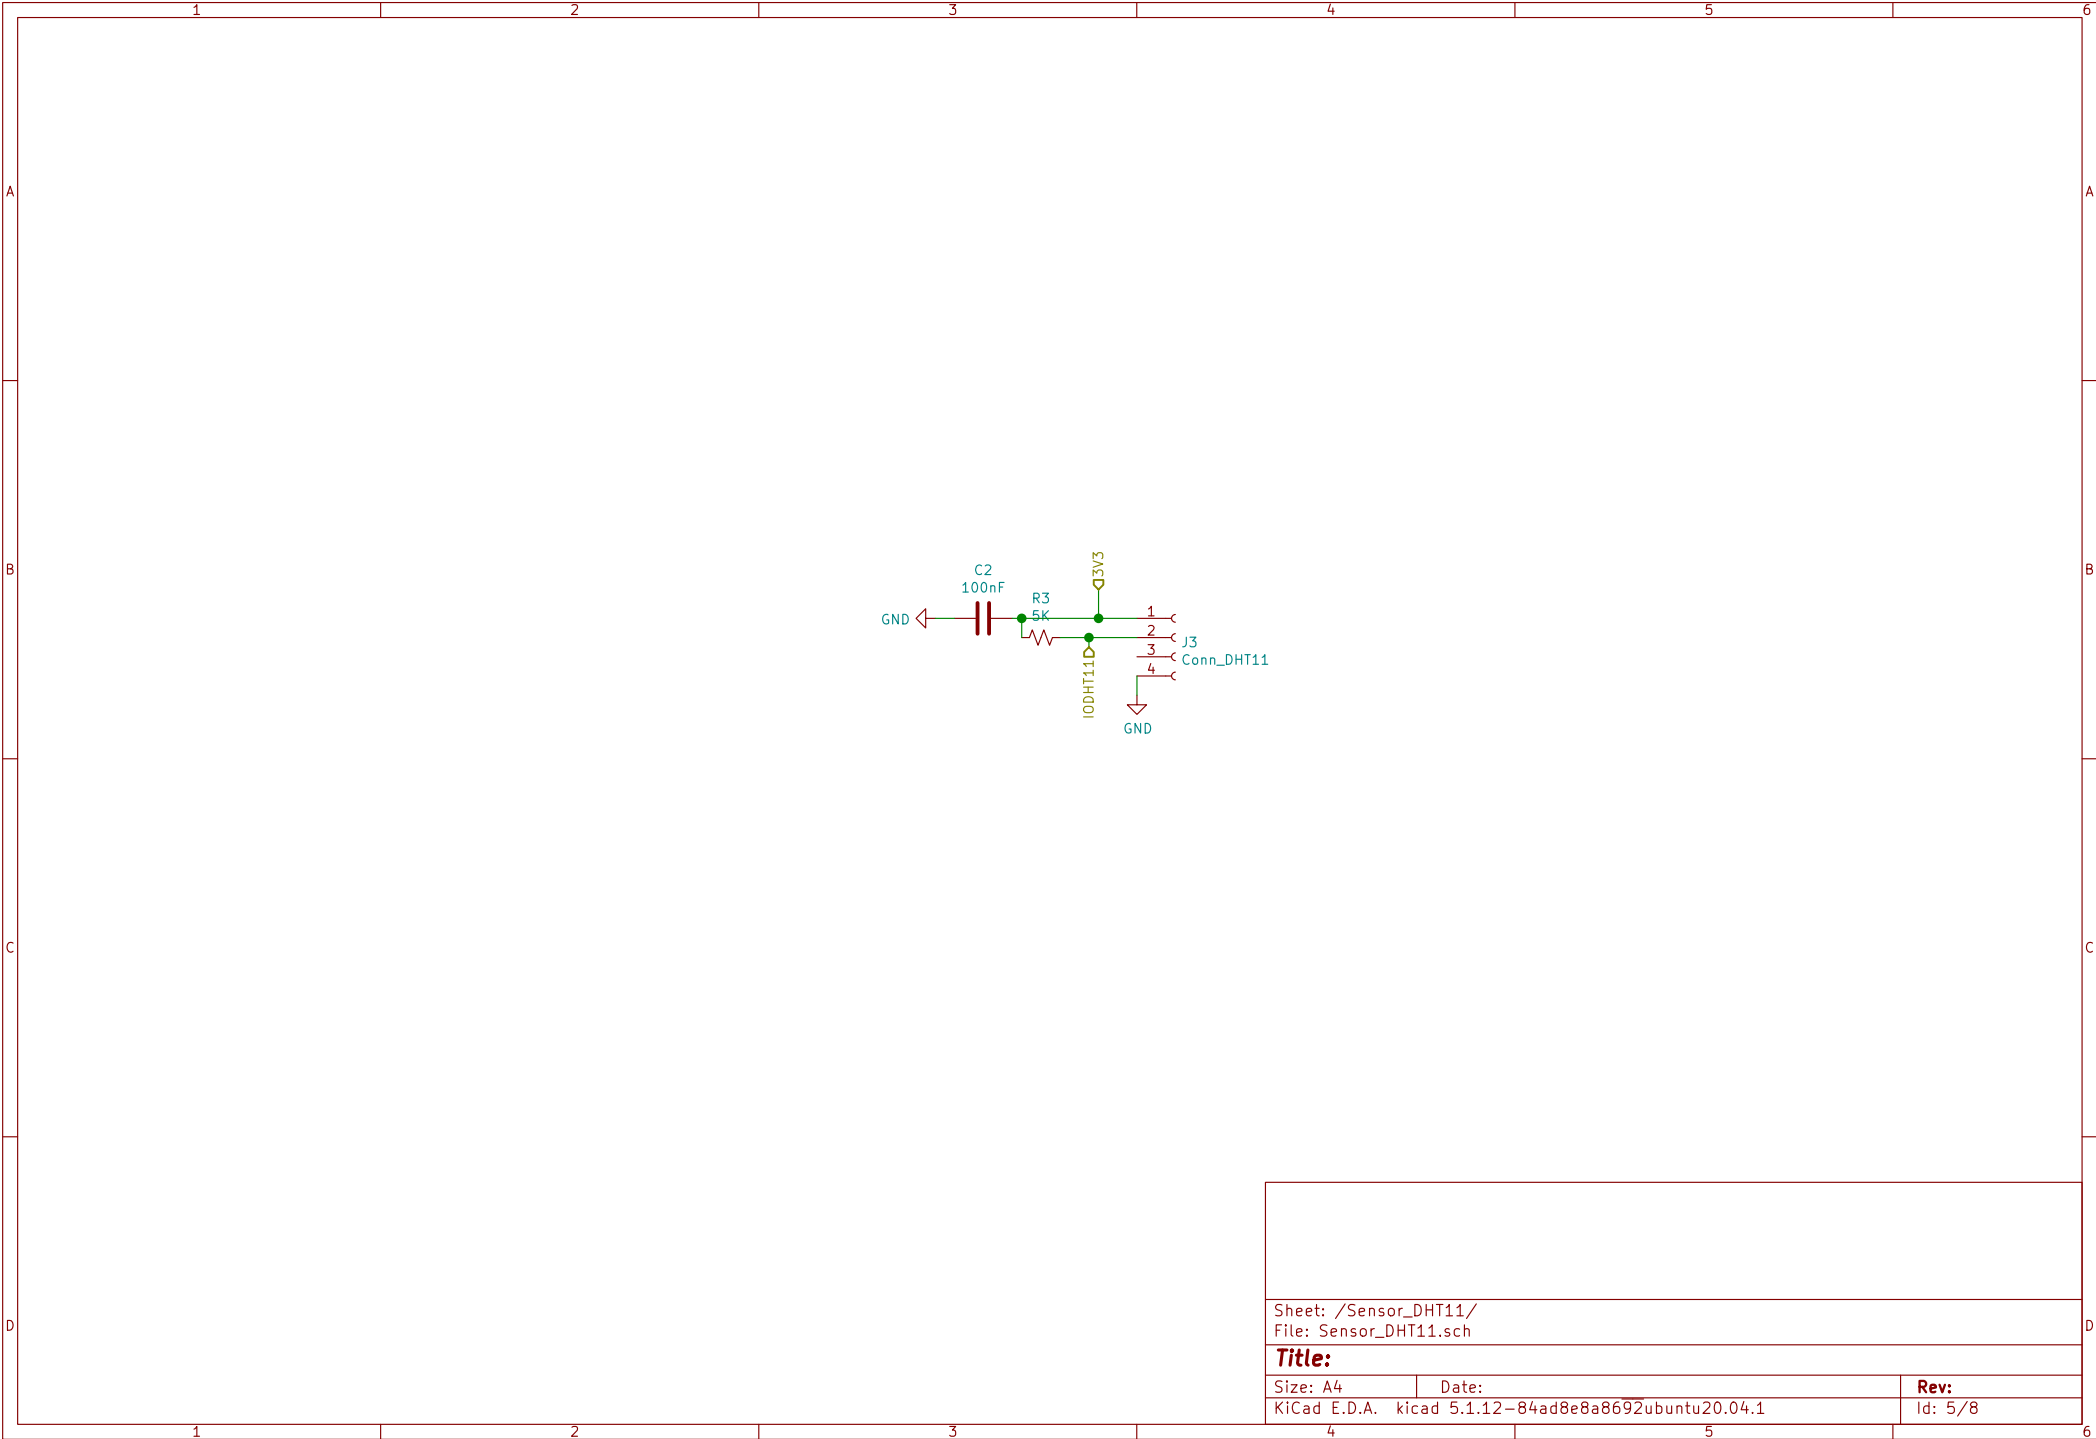 1 2 3 4 5 6
A A
3V3
B B
C2
100nF
R3
5K
GND
1
2
3
4
J3
Conn_DHT11
IODHT11
GND
C C
Sheet: /Sensor_DHT11/
File: Sensor_DHT11.sch
D D
Title:
Size: A4 Date: Rev:
KiCad E.D.A. kicad 5.1.12-84ad8e8a8692ubuntu20.04.1 Id: 5/8
1 2 3 4 5 6